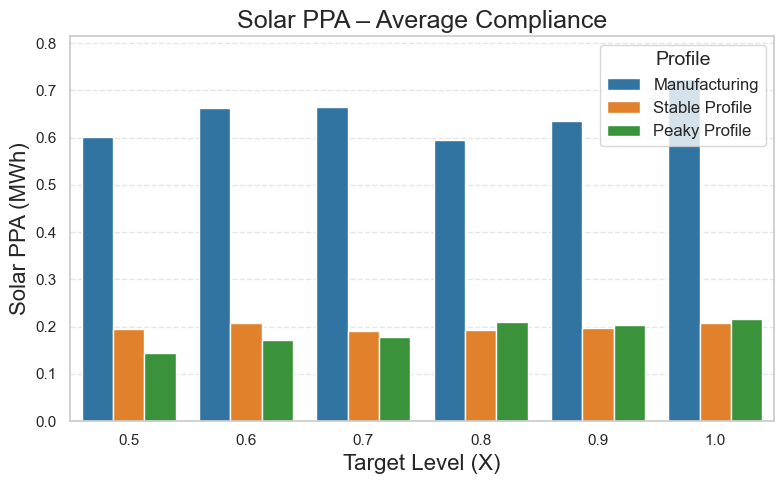 Solar PPA – Average Compliance
Solar PPA (MWh)
0.8
0.7
0.6
0.5
0.4
0.3
0.2
0.1
0.0
Profile
Manufacturing
Stable Profile
Peaky Profile
0.5 0.6 0.7 0.8 0.9 1.0
Target Level (X)